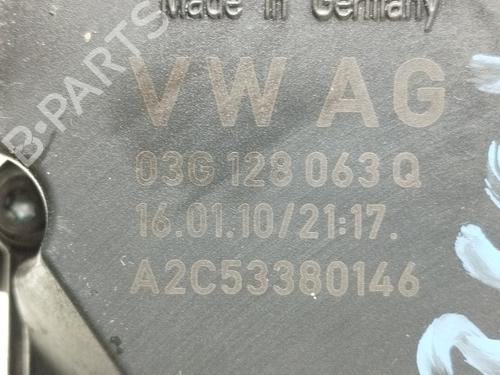 Made in Germany
VW AG
03G 128 063 Q
16.01.10/21:17.
A2C53380146
B-PARTS